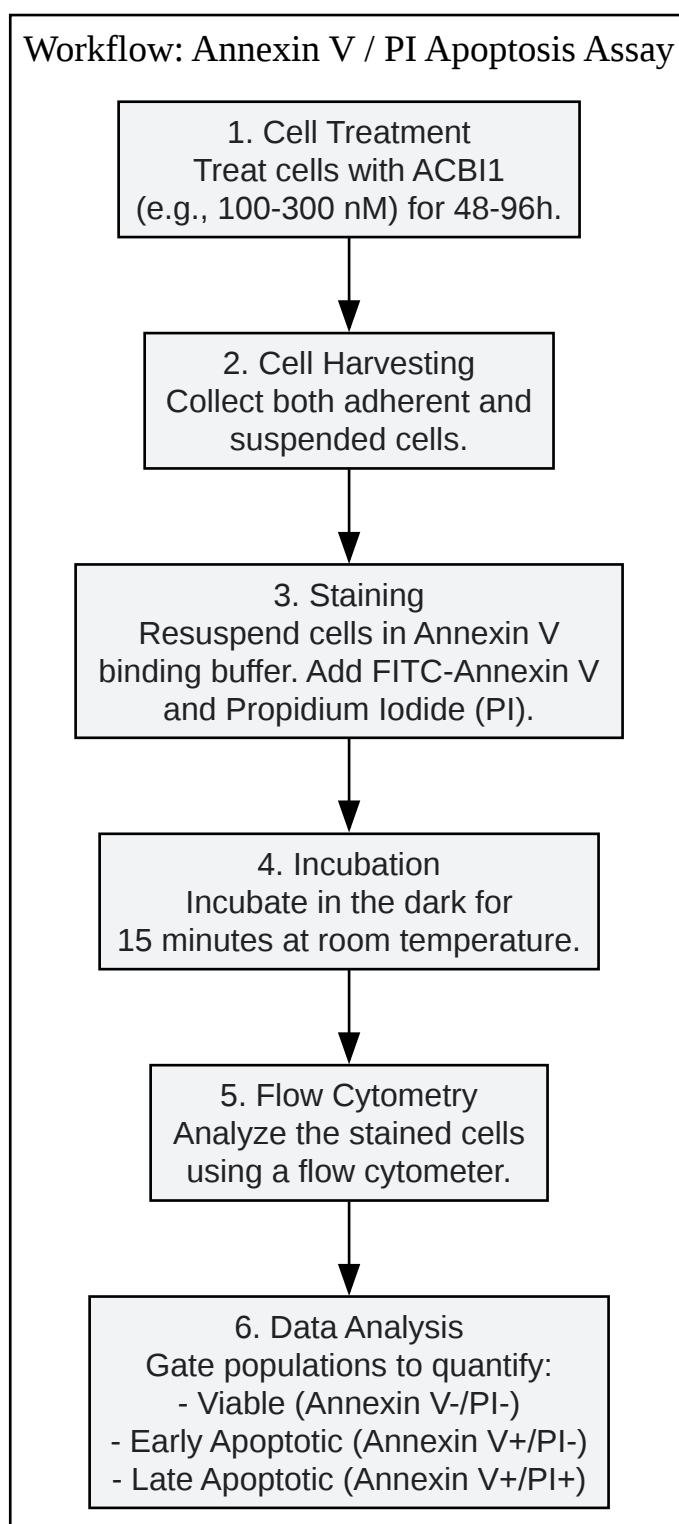 Workflow: Annexin V / PI Apoptosis Assay
1. Cell Treatment
Treat cells with ACBI1
(e.g., 100-300 nM) for 48-96h.
2. Cell Harvesting
Collect both adherent and
suspended cells.
3. Staining
Resuspend cells in Annexin V
binding buffer. Add FITC-Annexin V
and Propidium Iodide (PI).
4. Incubation
Incubate in the dark for
15 minutes at room temperature.
5. Flow Cytometry
Analyze the stained cells
using a flow cytometer.
6. Data Analysis
Gate populations to quantify:
- Viable (Annexin V-/PI-)
- Early Apoptotic (Annexin V+/PI-)
- Late Apoptotic (Annexin V+/PI+)